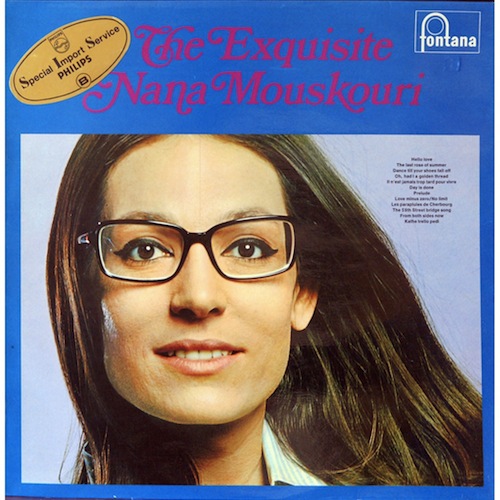 Special Import Service
PHILIPS
The Exquisite
Nana Mouskouri
fontana
Hello love
The last rose of summer
Dance till your shoes fall off
Oh, had I a golden thread
Il n'est jamais trop tard pour vivre
Day is done
Prelude
Love minus zero/No limit
Les parapluies de Cherbourg
The 59th Street bridge song
From both sides now
Kathe trelo pedi